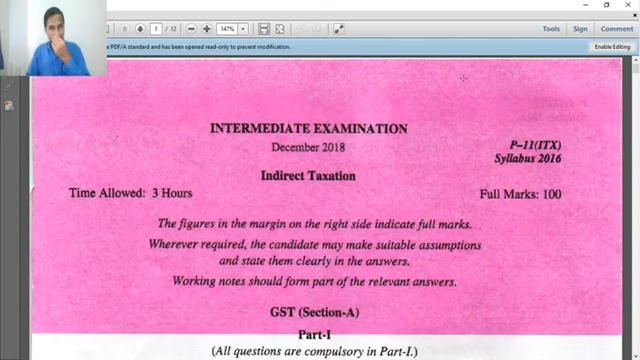 1 / 12
147%
Tools
Sign
Comment
he PDF/A standard and has been opened read-only to prevent modification.
Enable Editing
INTERMEDIATE EXAMINATION
December 2018
P–11(ITX)
Syllabus 2016
Indirect Taxation
Time Allowed: 3 Hours
Full Marks: 100
The figures in the margin on the right side indicate full marks.
Wherever required, the candidate may make suitable assumptions
and state them clearly in the answers.
Working notes should form part of the relevant answers.
GST (Section-A)
Part-I
(All questions are compulsory in Part-I.)